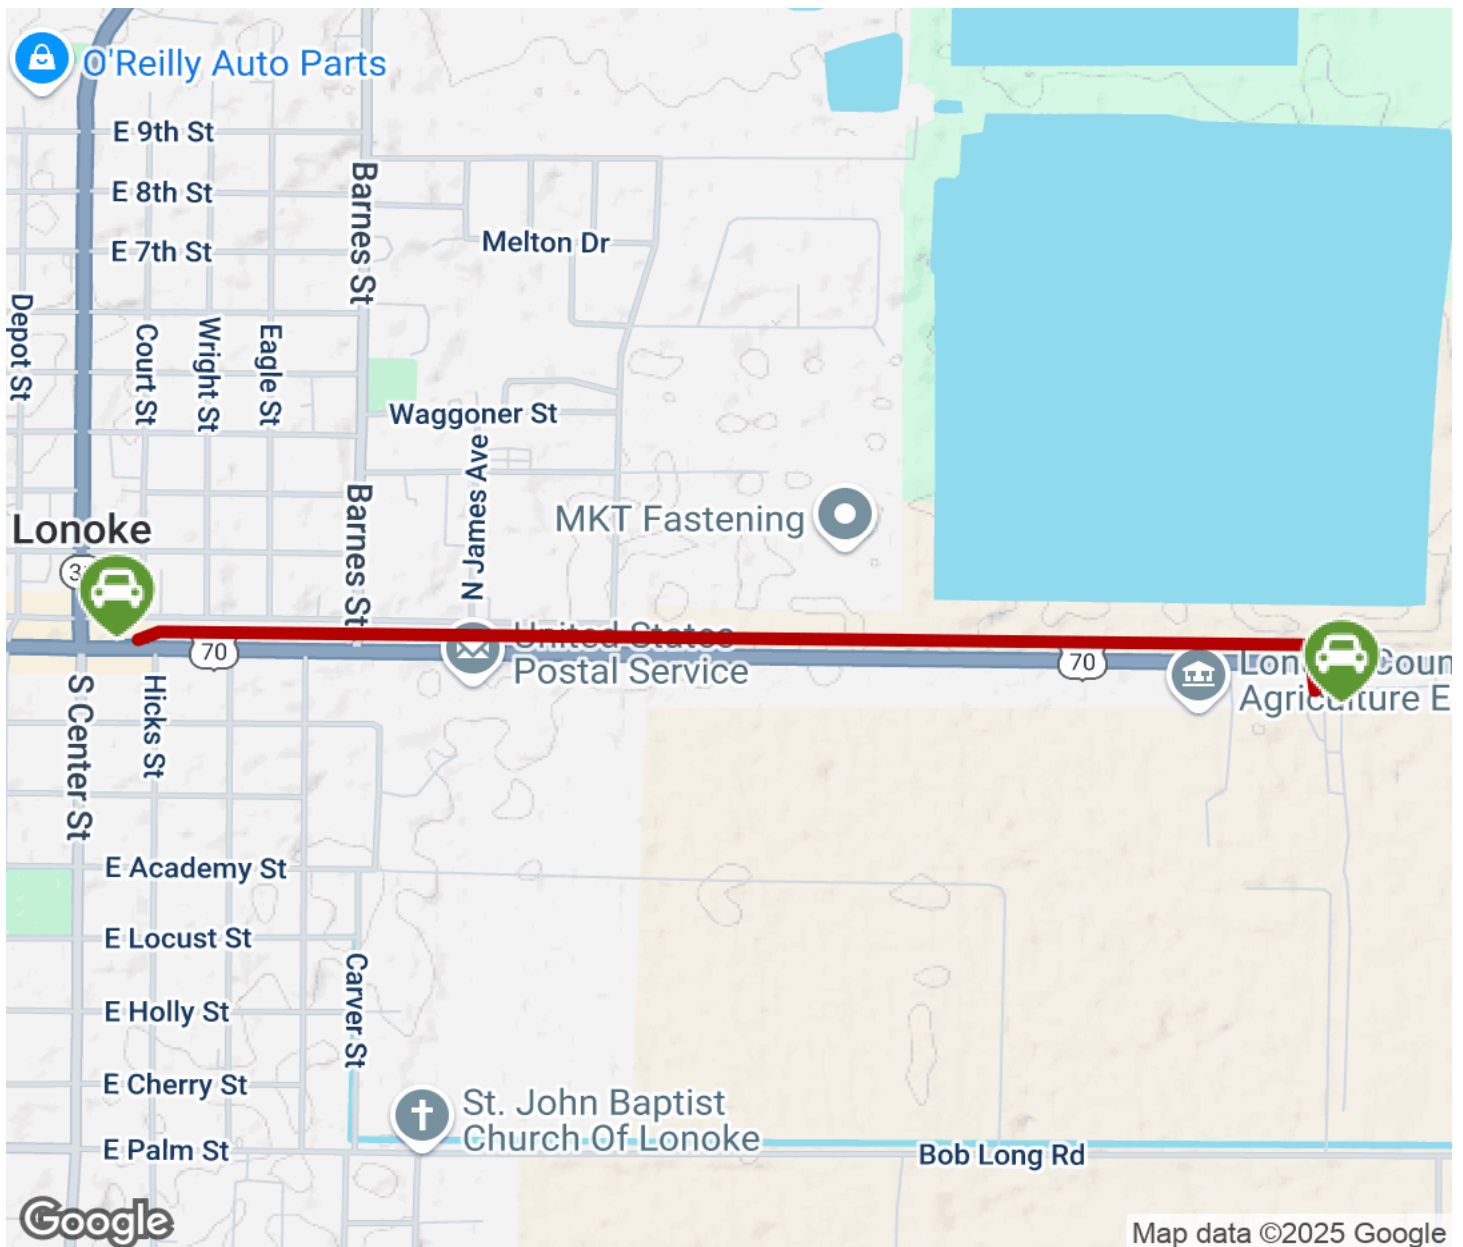 O'Reilly Auto Parts
E 9th St
E 8th St
E 7th St
Barnes St
Melton Dr
Depot St
Court St
Wright St
Eagle St
Waggoner St
N James Ave
Barnes St
MKT Fastening
Lonoke
70
United States
Postal Service
70
Agriculture E
S Center St
Hicks St
E Academy St
E Locust St
E Holly St
Carver St
E Cherry St
St. John Baptist
Church Of Lonoke
E Palm St
Bob Long Rd
Google
Map data ©2025 Google